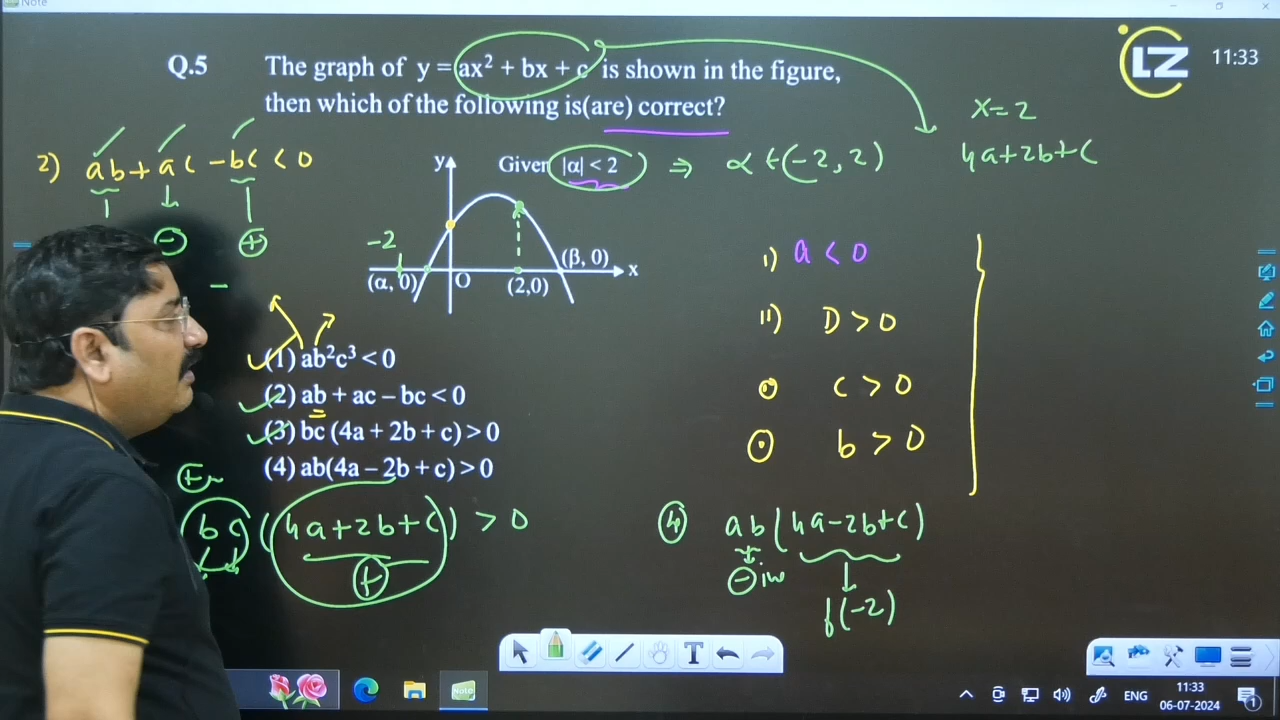 Note
LZ
11:33
Q.5 The graph of y = ax² + bx + c is shown in the figure,
then which of the following is(are) correct?
x=2
4a+2b+c
2) ab + ac - bc < 0
Given |α| < 2 ⇒ α ∈ (-2, 2)
y
-
+
-2
(α, 0)
O
(2,0)
(β, 0)
x
-
i) a < 0
ii) D > 0
c > 0
b > 0
(1) ab²c³ < 0
(2) ab + ac – bc < 0
(3) bc (4a + 2b + c) > 0
(4) ab(4a – 2b + c) > 0
+ve
bc (4a+2b+c) > 0
+
④ ab(4a-2b+c)
-ive
f(-2)
T
Note
ENG
11:33
06-07-2024
1